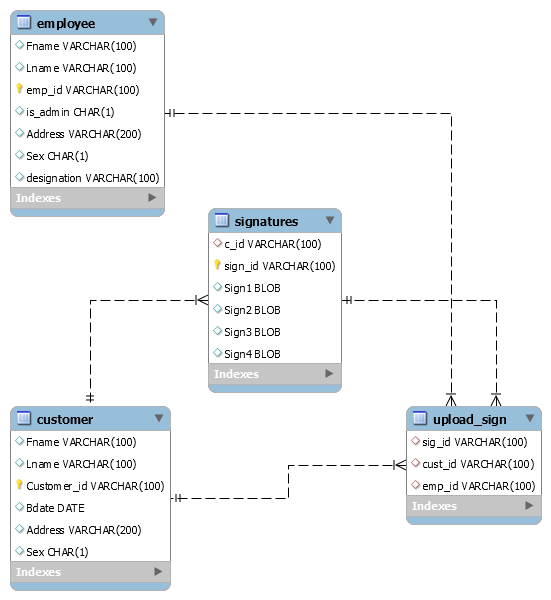 employee
Fname VARCHAR(100)
Lname VARCHAR(100)
emp_id VARCHAR(100)
is_admin CHAR(1)
Address VARCHAR(200)
Sex CHAR(1)
designation VARCHAR(100)
Indexes
signatures
c_id VARCHAR(100)
sign_id VARCHAR(100)
Sign1 BLOB
Sign2 BLOB
Sign3 BLOB
Sign4 BLOB
Indexes
customer
Fname VARCHAR(100)
Lname VARCHAR(100)
Customer_id VARCHAR(100)
Bdate DATE
Address VARCHAR(200)
Sex CHAR(1)
Indexes
upload_sign
sig_id VARCHAR(100)
cust_id VARCHAR(100)
emp_id VARCHAR(100)
Indexes